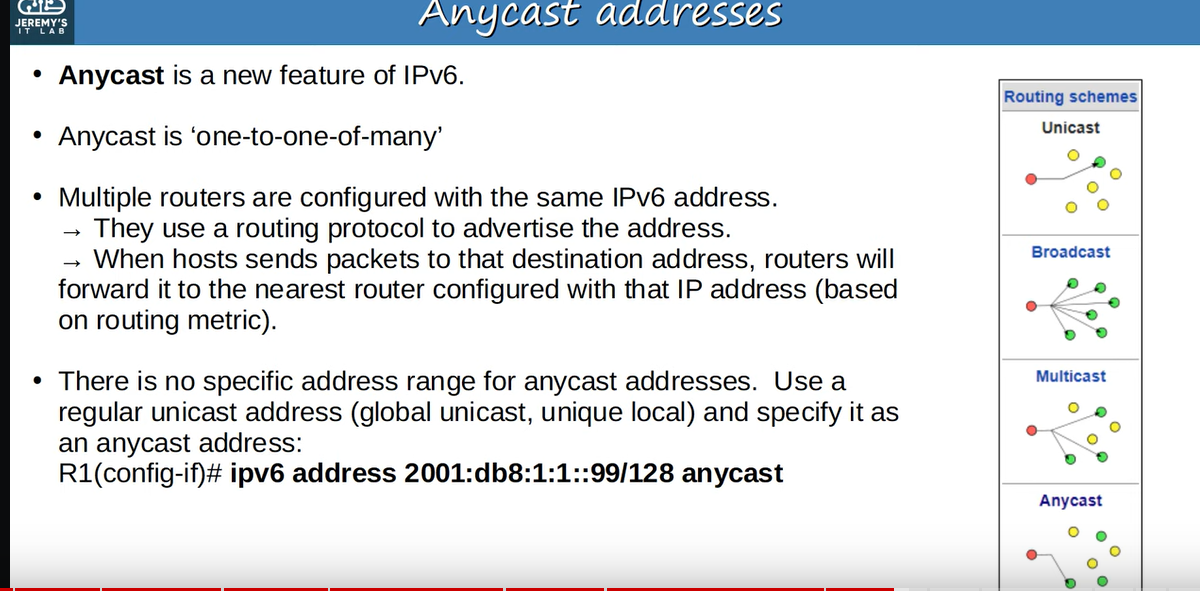 JEREMY'S
IT LAB
Anycast addresses
• Anycast is a new feature of IPv6.
• Anycast is ‘one-to-one-of-many’
• Multiple routers are configured with the same IPv6 address.
→ They use a routing protocol to advertise the address.
→ When hosts sends packets to that destination address, routers will
forward it to the nearest router configured with that IP address (based
on routing metric).
• There is no specific address range for anycast addresses.  Use a
regular unicast address (global unicast, unique local) and specify it as
an anycast address:
R1(config-if)# ipv6 address 2001:db8:1:1::99/128 anycast
Routing schemes
Unicast
Broadcast
Multicast
Anycast